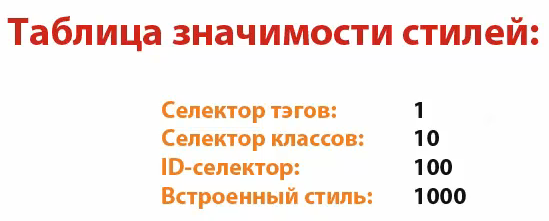 Таблица значимости стилей:
Селектор тэгов: 1
Селектор классов: 10
ID-селектор: 100
Встроенный стиль: 1000